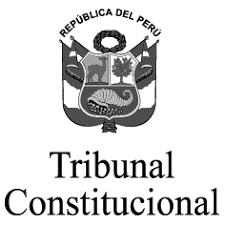 REPÚBLICA DEL PERÚ
Tribunal
Constitucional